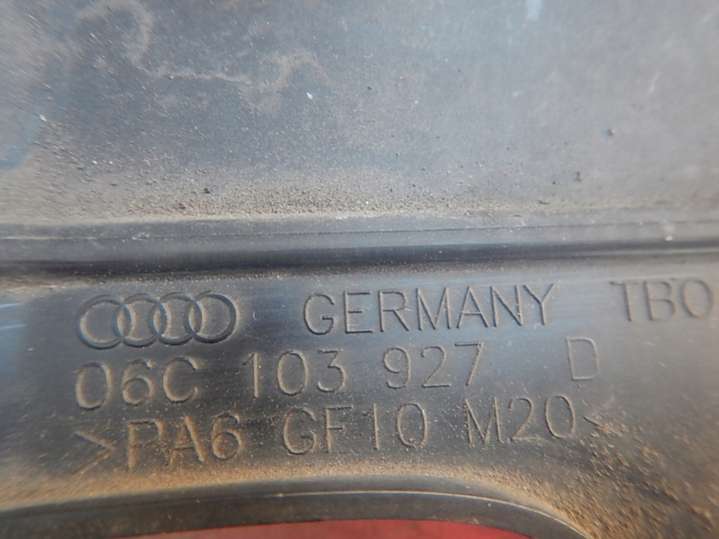 GERMANY TBO
06C 103 927 D
>PA6 GF10 M20<